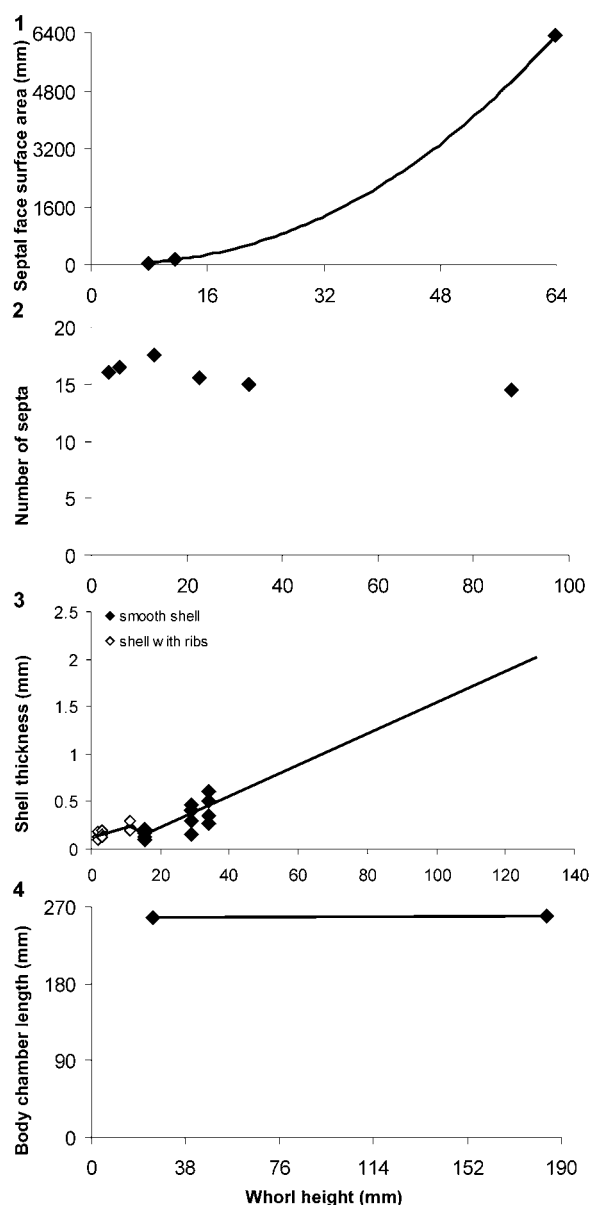 1
Septal face surface area (mm)
6400
4800
3200
1600
0
0 16 32 48 64
2
Number of septa
20
15
10
5
0
0 20 40 60 80 100
3
Shell thickness (mm)
2.5
2
1.5
1
0.5
0
smooth shell
shell with ribs
0 20 40 60 80 100 120 140
4
Body chamber length (mm)
270
180
90
0
0 38 76 114 152 190
Whorl height (mm)